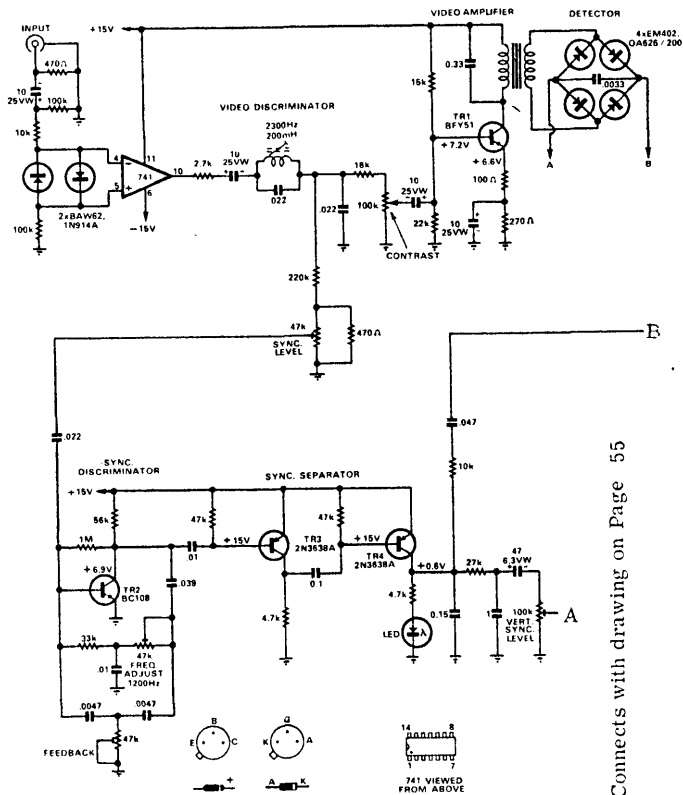 INPUT
+15V
470Ω
10
25VW
100k
10k
4
11
741
10
5
6
-15V
2xBAW62,
1N914A
100k
VIDEO DISCRIMINATOR
2300Hz
200mH
2.7k
10
25VW
.022
.022
18k
100k
CONTRAST
10
25VW
VIDEO AMPLIFIER
0.33
15k
TR1
BFY51
+7.2V
+6.6V
100Ω
22k
10
25VW
270Ω
DETECTOR
4xEM402,
OA626/200
.0033
A
B
220k
47k
SYNC.
LEVEL
470Ω
B
.022
SYNC.
DISCRIMINATOR
+15V
56k
1M
+6.9V
TR2
BC108
.039
33k
47k
FREQ.
ADJUST
1200Hz
.01
.0047
.0047
47k
FEEDBACK
SYNC. SEPARATOR
47k
.01
+15V
TR3
2N3638A
4.7k
0.1
47k
+15V
TR4
2N3638A
+0.6V
4.7k
LED
λ
.047
10k
0.15
27k
1
47
6.3VW
100k
VERT.
SYNC.
LEVEL
A
B
E
C
G
K
A
+
A
K
14
8
1
7
741 VIEWED
FROM ABOVE
Connects with drawing on Page 55